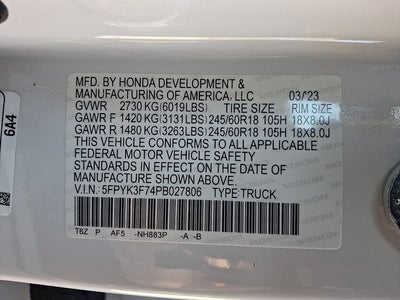 MFD. BY HONDA DEVELOPMENT &
MANUFACTURING OF AMERICA, LLC 03/23
GVWR 2730 KG (6019LBS) TIRE SIZE RIM SIZE
GAWR F 1420 KG (3131LBS) 245/60R18 105H 18X8.0J
GAWR R 1480 KG (3263LBS) 245/60R18 105H 18X8.0J
THIS VEHICLE CONFORMS TO ALL APPLICABLE
FEDERAL MOTOR VEHICLE SAFETY
STANDARDS IN EFFECT ON THE DATE OF
MANUFACTURE SHOWN ABOVE.
V.I.N: 5FPYK3F74PB027806 TYPE:TRUCK
T6Z P AF5 -NH883P -A -B
6A4